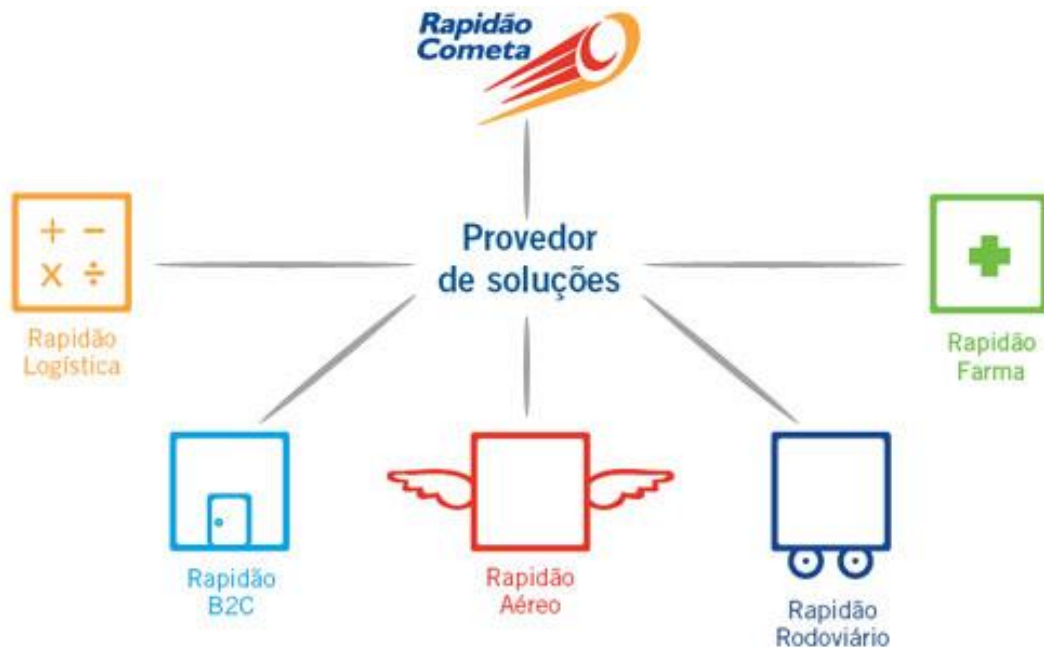 Rapidão
Cometa
Provedor
de soluções
+ −
x ÷
Rapidão
Logística
Rapidão
Farma
Rapidão
B2C
Rapidão
Aéreo
Rapidão
Rodoviário